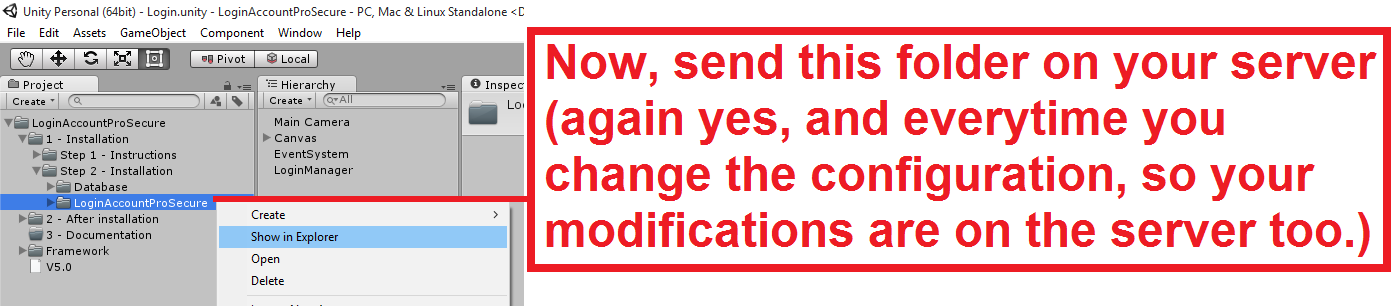 Unity Personal (64bit) - Login.unity - LoginAccountProSecure - PC, Mac & Linux Standalone <D
File Edit Assets GameObject Component Window Help
Pivot Local
Project
Create
Hierarchy
Create All
Inspec
Lo
LoginAccountProSecure
1 - Installation
Step 1 - Instructions
Step 2 - Installation
Database
LoginAccountProSecure
2 - After installation
3 - Documentation
Framework
V5.0
Main Camera
Canvas
EventSystem
LoginManager
Create
Show in Explorer
Open
Delete
Now, send this folder on your server
(again yes, and everytime you
change the configuration, so your
modifications are on the server too.)